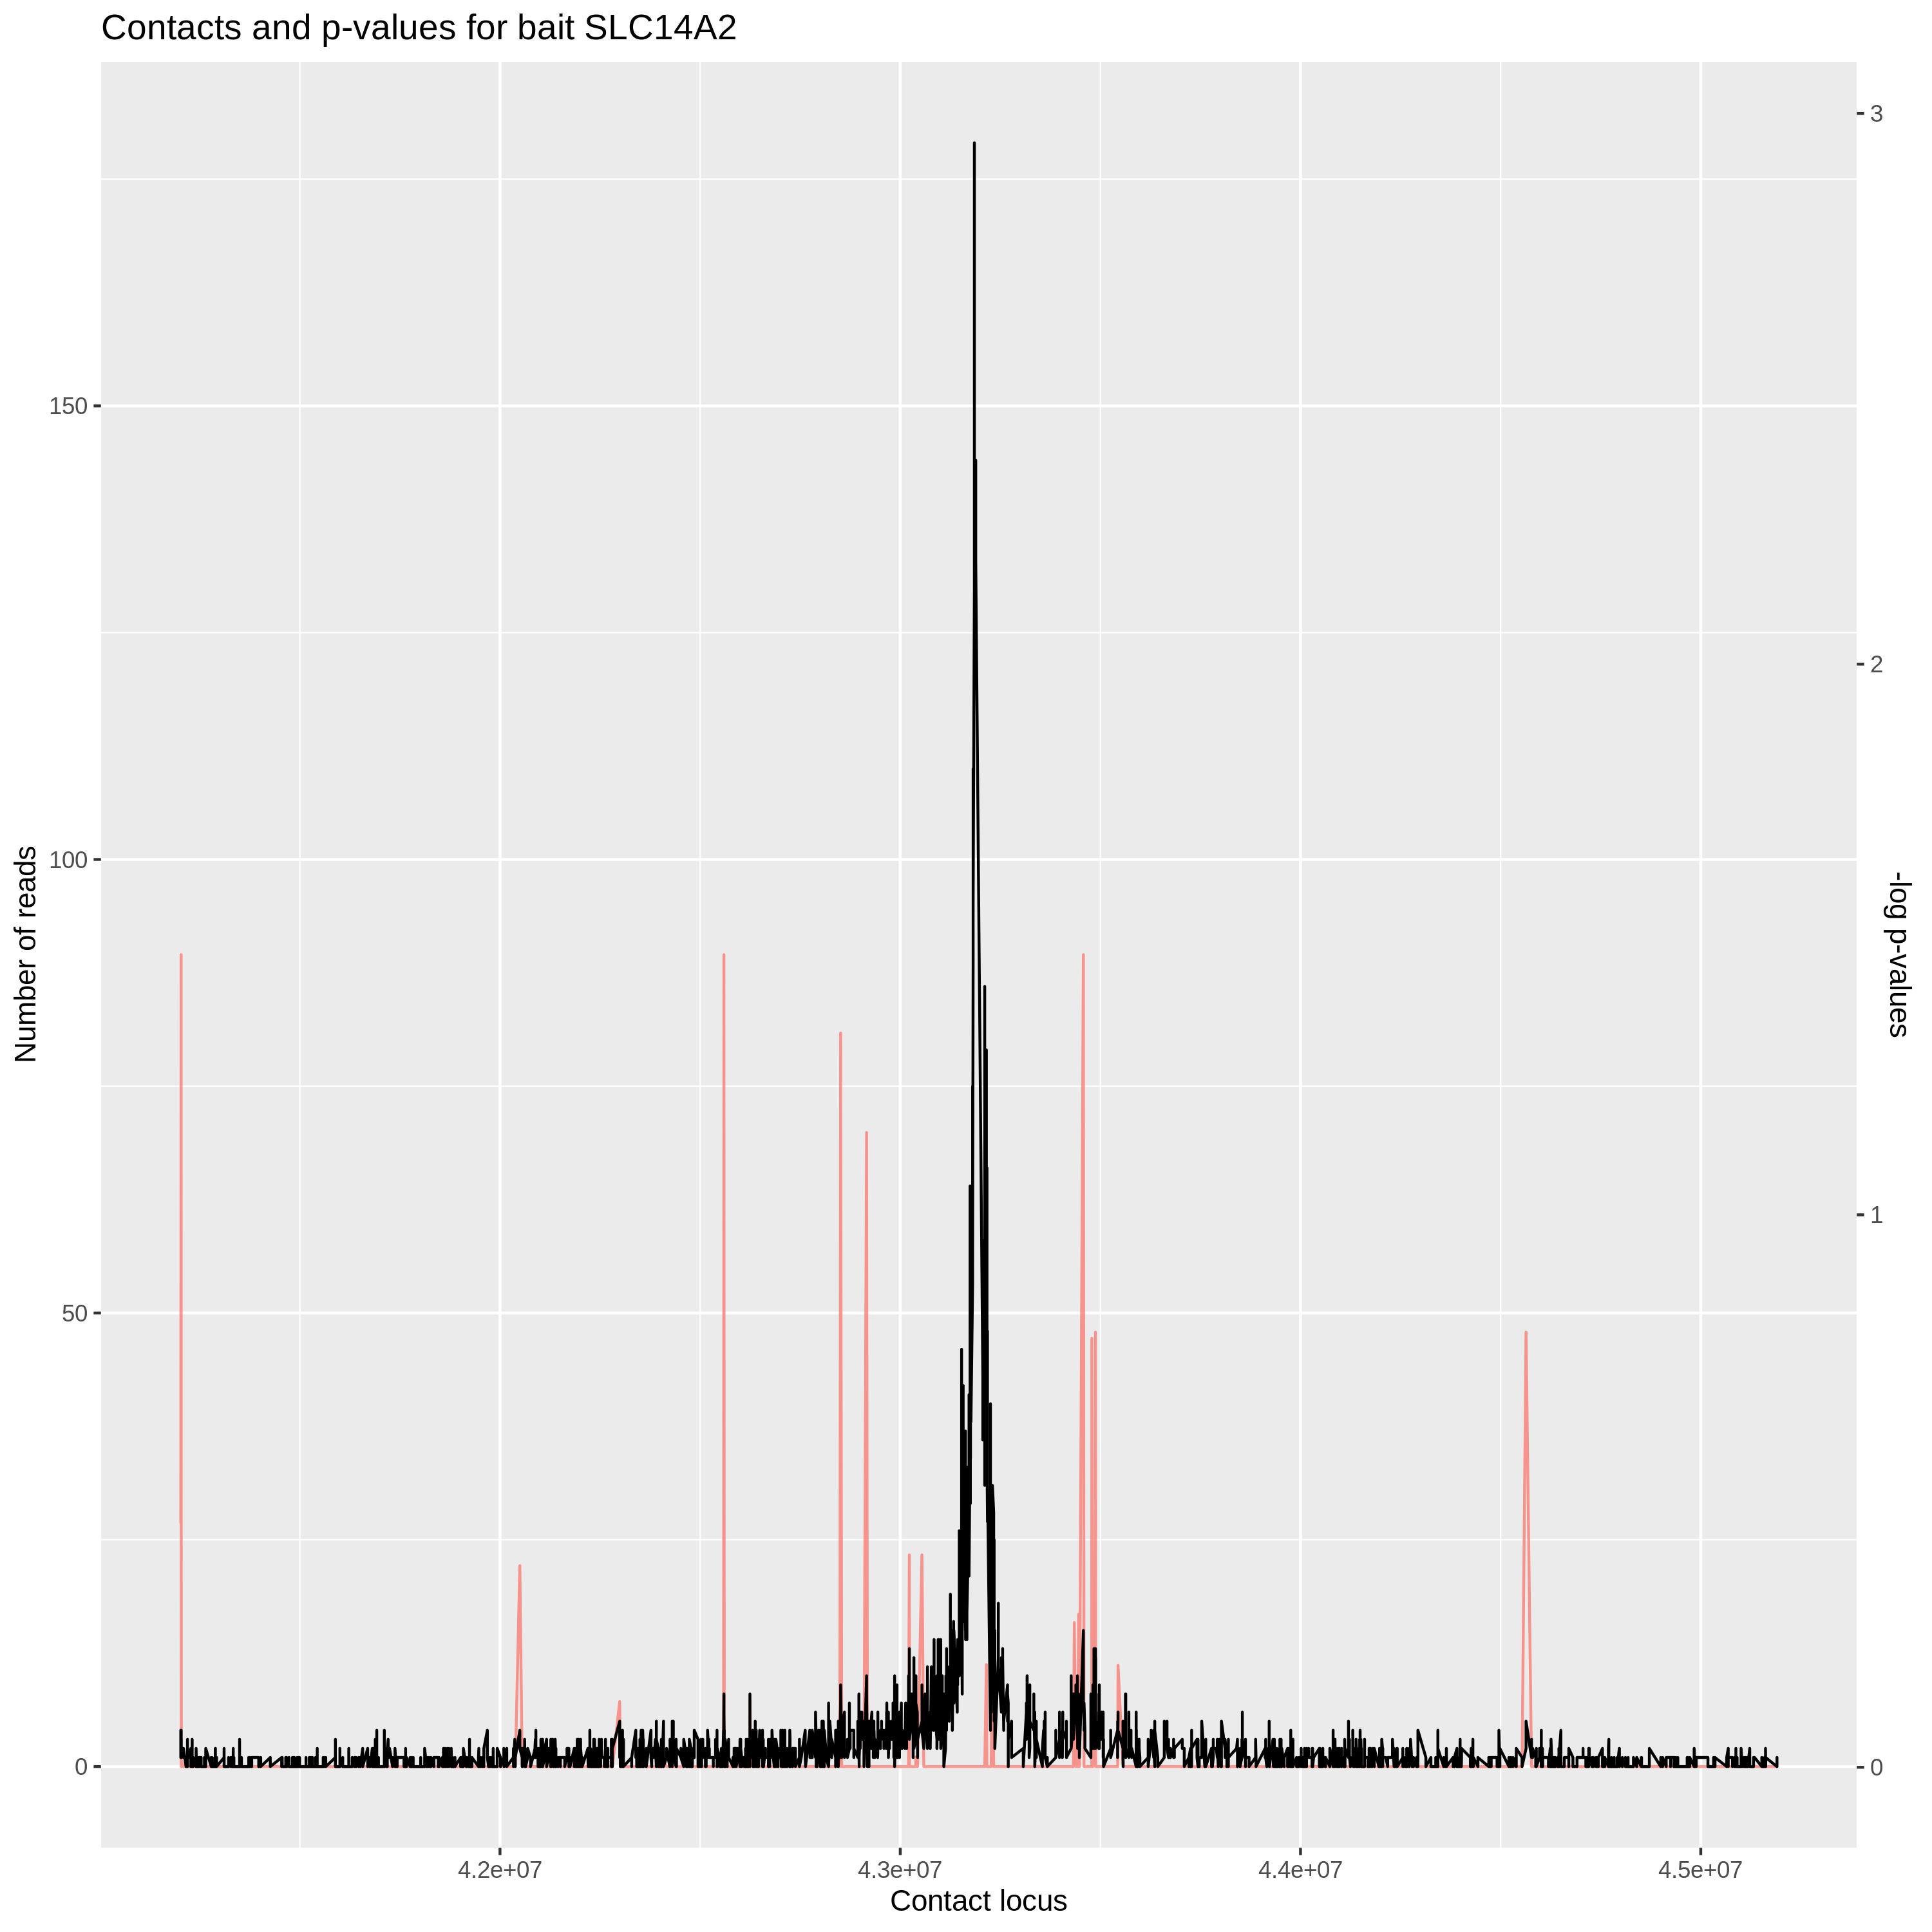 Contacts and p-values for bait SLC14A2
150
100
50
0
3
2
1
0
Number of reads
-log p-values
4.2e+07 4.3e+07 4.4e+07 4.5e+07
Contact locus